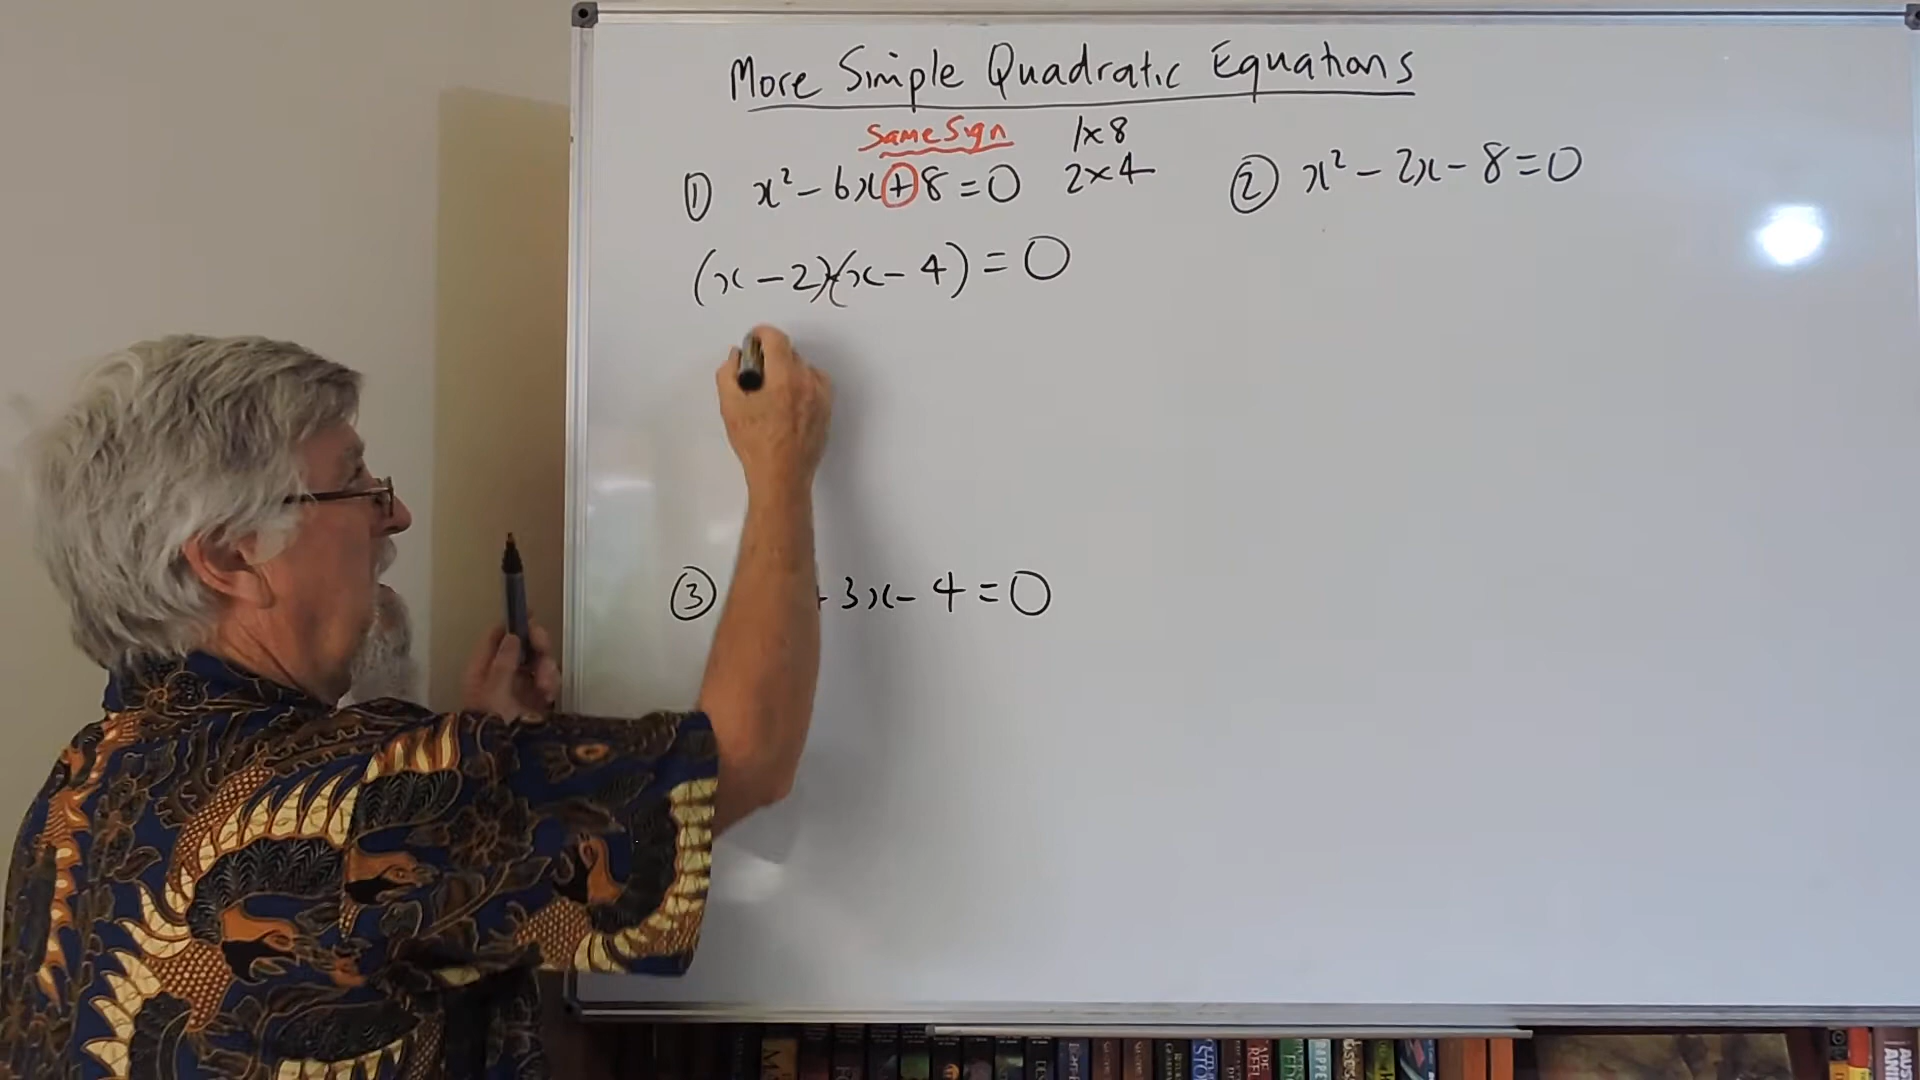 More Simple Quadratic Equations
Same Sign
1×8
① x² - 6x + 8 = 0
2×4
② x² - 2x - 8 = 0
(x - 2)(x - 4) = 0
③ + 3x - 4 = 0